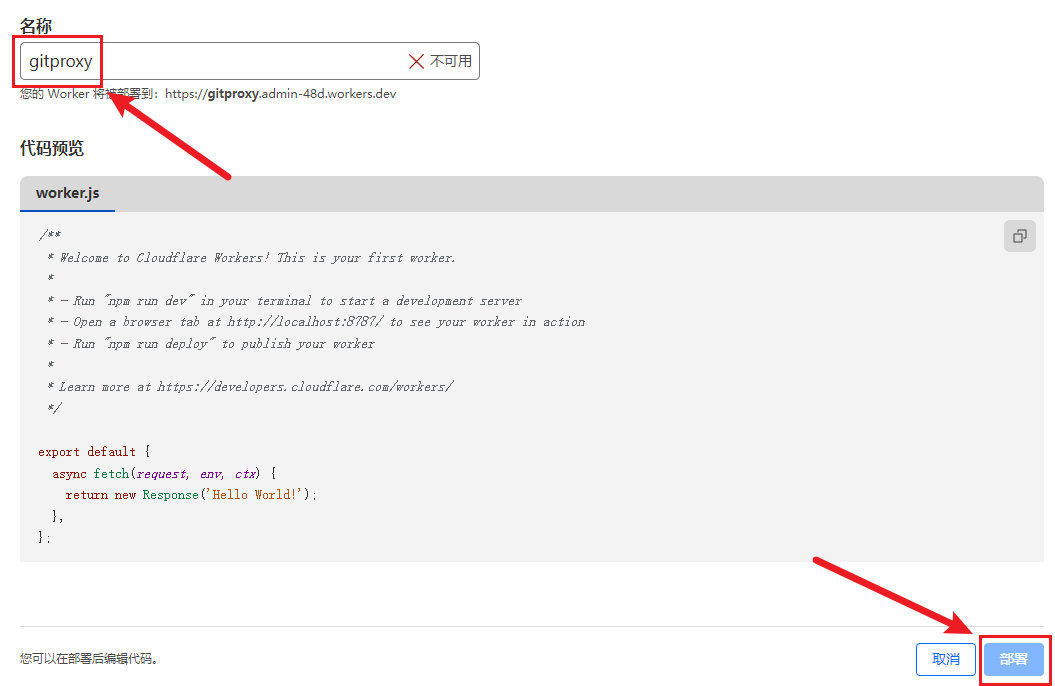 名称
gitproxy 不可用
您的 Worker 将被部署到：https://gitproxy.admin-48d.workers.dev
代码预览
worker.js
/**
* Welcome to Cloudflare Workers! This is your first worker.
*
* - Run "npm run dev" in your terminal to start a development server
* - Open a browser tab at http://localhost:8787/ to see your worker in action
* - Run "npm run deploy" to publish your worker
*
* Learn more at https://developers.cloudflare.com/workers/
*/
export default {
async fetch(request, env, ctx) {
return new Response('Hello World!');
},
};
您可以在部署后编辑代码。 取消 部署